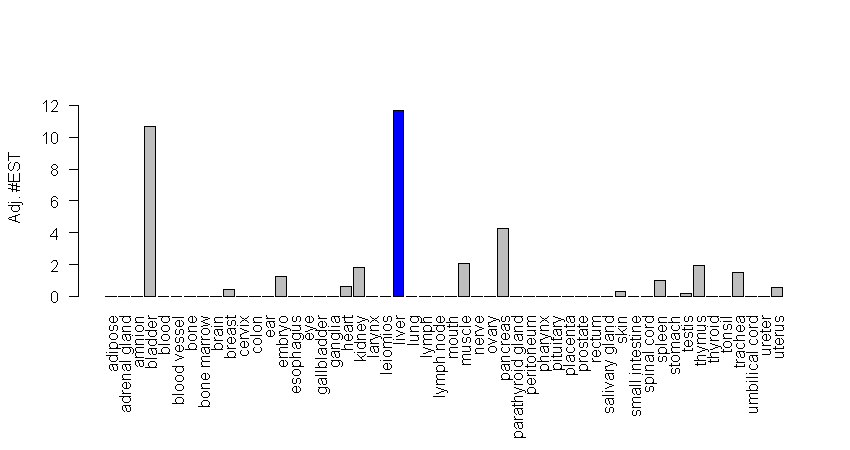 Adj. #EST
12
10
8
6
4
2
0
adipose
adrenal gland
amnion
bladder
blood
blood vessel
bone
bone marrow
brain
breast
cervix
colon
ear
embryo
esophagus
eye
gallbladder
ganglia
heart
kidney
larynx
leiomios
liver
lung
lymph
lymph node
mouth
muscle
nerve
ovary
pancreas
parathyroid gland
peritoneum
pharynx
pituitary
placenta
prostate
rectum
salivary gland
skin
small intestine
spinal cord
spleen
stomach
testis
thymus
thyroid
tonsil
trachea
umbilical cord
ureter
uterus